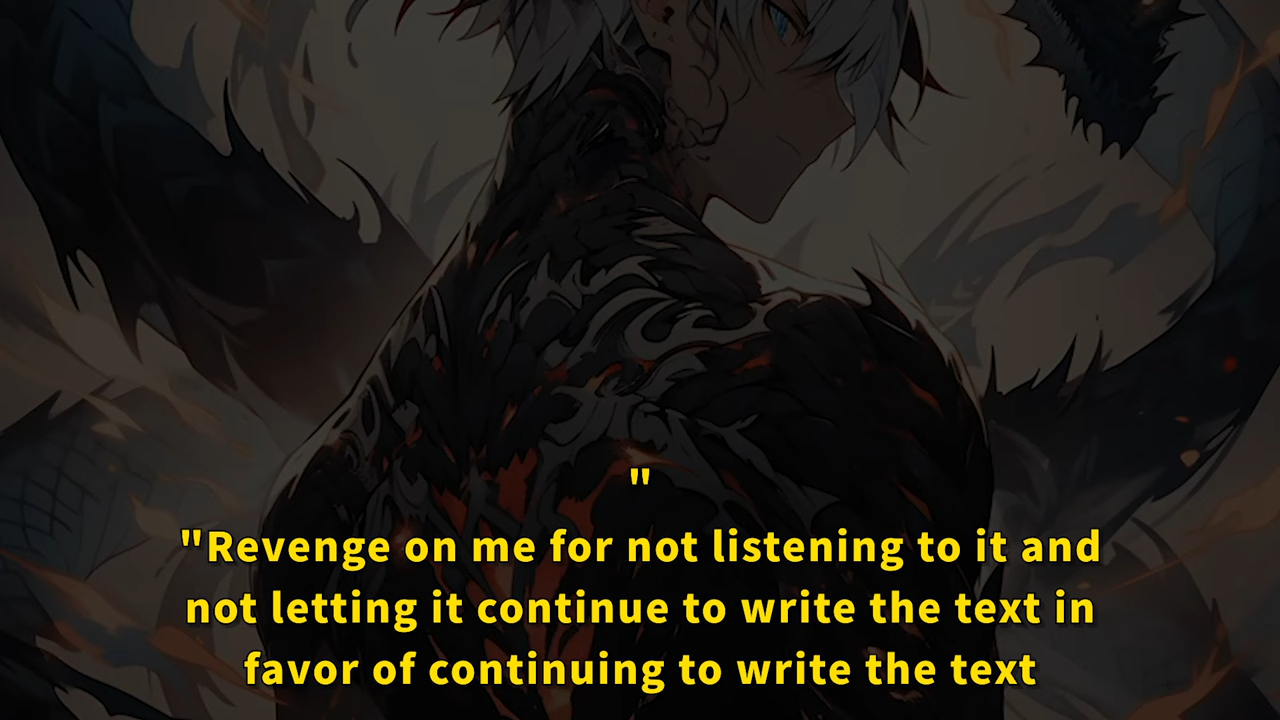 "
"Revenge on me for not listening to it and
not letting it continue to write the text in
favor of continuing to write the text